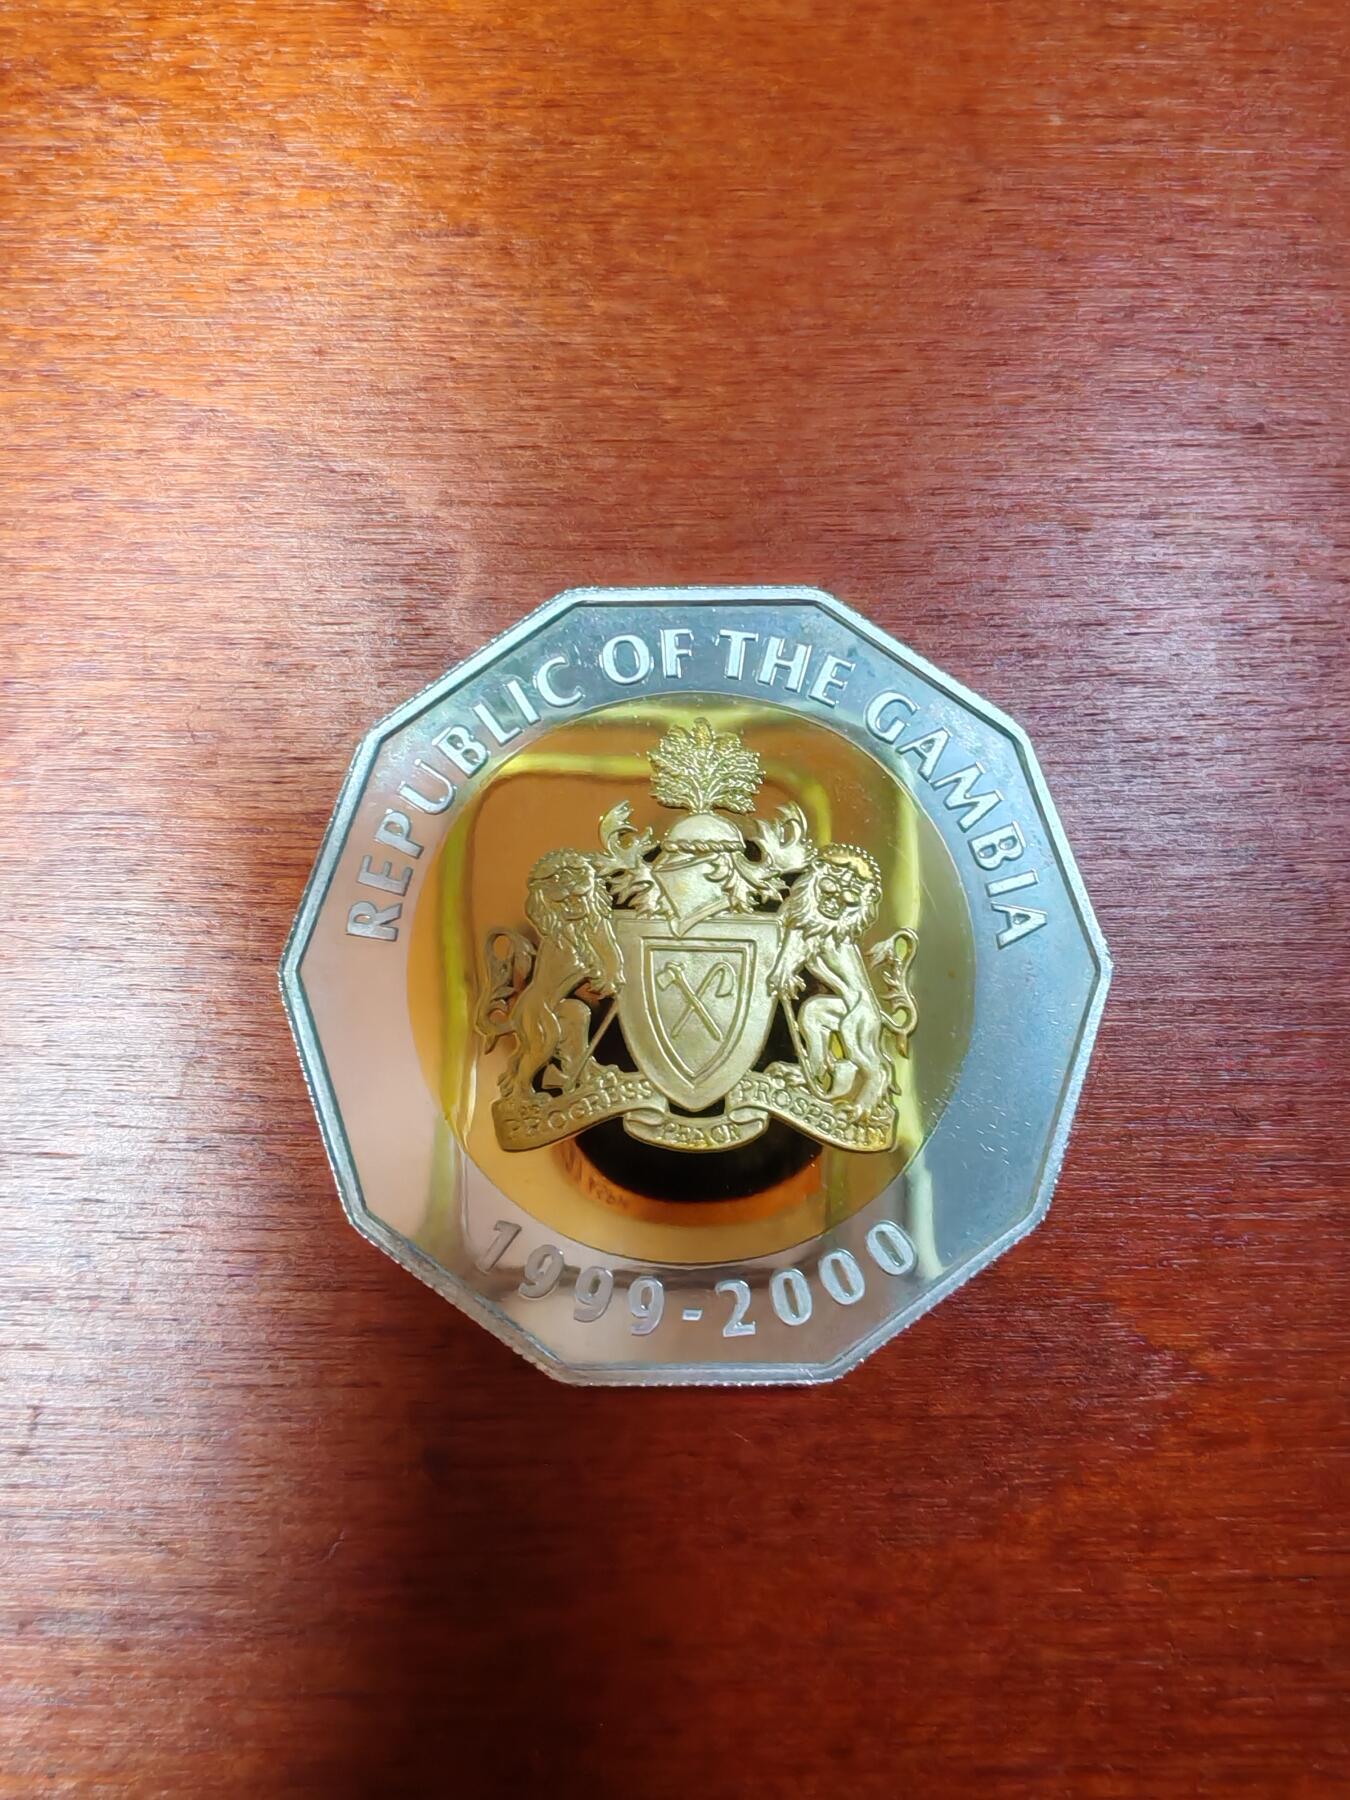 REPUBLIC OF THE GAMBIA
PROGRESS PEACE PROSPERITY
1999-2000